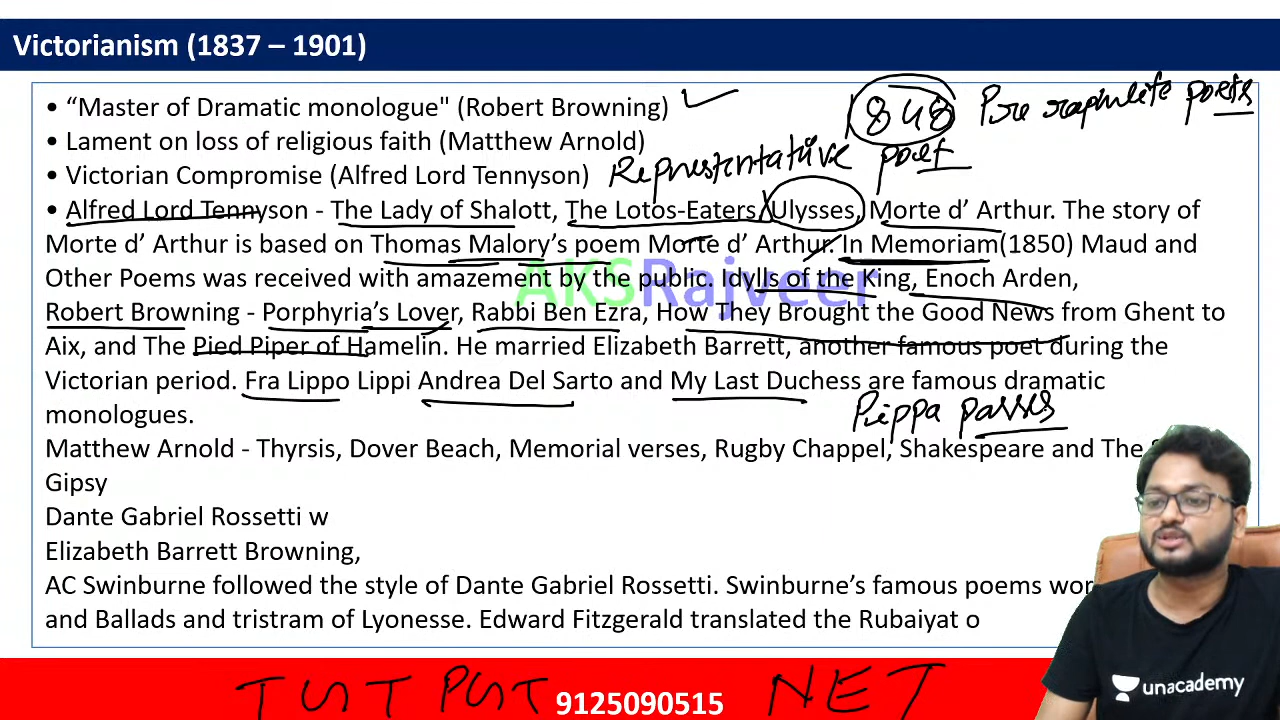 Victorianism (1837 – 1901)
• “Master of Dramatic monologue" (Robert Browning)
1848 Pre raphulite poets
• Lament on loss of religious faith (Matthew Arnold)
• Victorian Compromise (Alfred Lord Tennyson) Representative poet
• Alfred Lord Tennyson - The Lady of Shalott, The Lotos-Eaters, Ulysses, Morte d’ Arthur. The story of
Morte d’ Arthur is based on Thomas Malory’s poem Morte d’ Arthur. In Memoriam(1850) Maud and
Other Poems was received with amazement by the public. Idylls of the King, Enoch Arden,
AKSRajveer
Robert Browning - Porphyria’s Lover, Rabbi Ben Ezra, How They Brought the Good News from Ghent to
Aix, and The Pied Piper of Hamelin. He married Elizabeth Barrett, another famous poet during the
Victorian period. Fra Lippo Lippi Andrea Del Sarto and My Last Duchess are famous dramatic
monologues.
Pieppa passes
Matthew Arnold - Thyrsis, Dover Beach, Memorial verses, Rugby Chappel, Shakespeare and The
Gipsy
Dante Gabriel Rossetti w
Elizabeth Barrett Browning,
AC Swinburne followed the style of Dante Gabriel Rossetti. Swinburne’s famous poems
and Ballads and tristram of Lyonesse. Edward Fitzgerald translated the Rubaiyat o
TGT PGT 9125090515 NET
unacademy